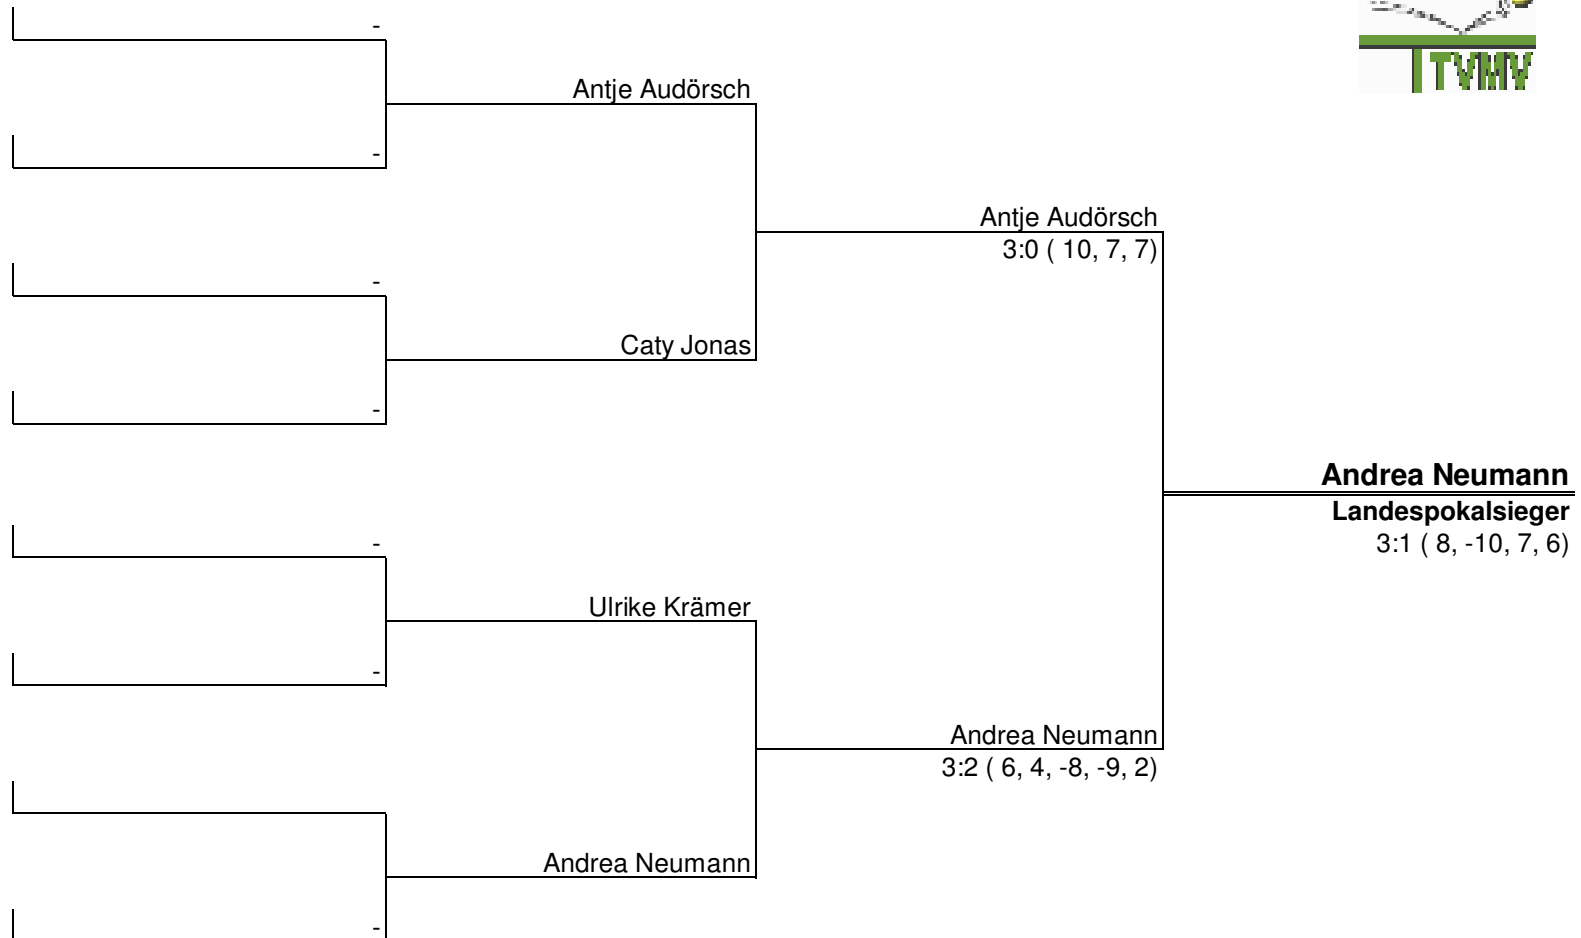 -
TTVMV
Antje Audörsch
-
Antje Audörsch
3:0 ( 10, 7, 7)
-
Caty Jonas
-
Andrea Neumann
Landespokalsieger
3:1 ( 8, -10, 7, 6)
-
Ulrike Krämer
-
Andrea Neumann
3:2 ( 6, 4, -8, -9, 2)
Andrea Neumann
-